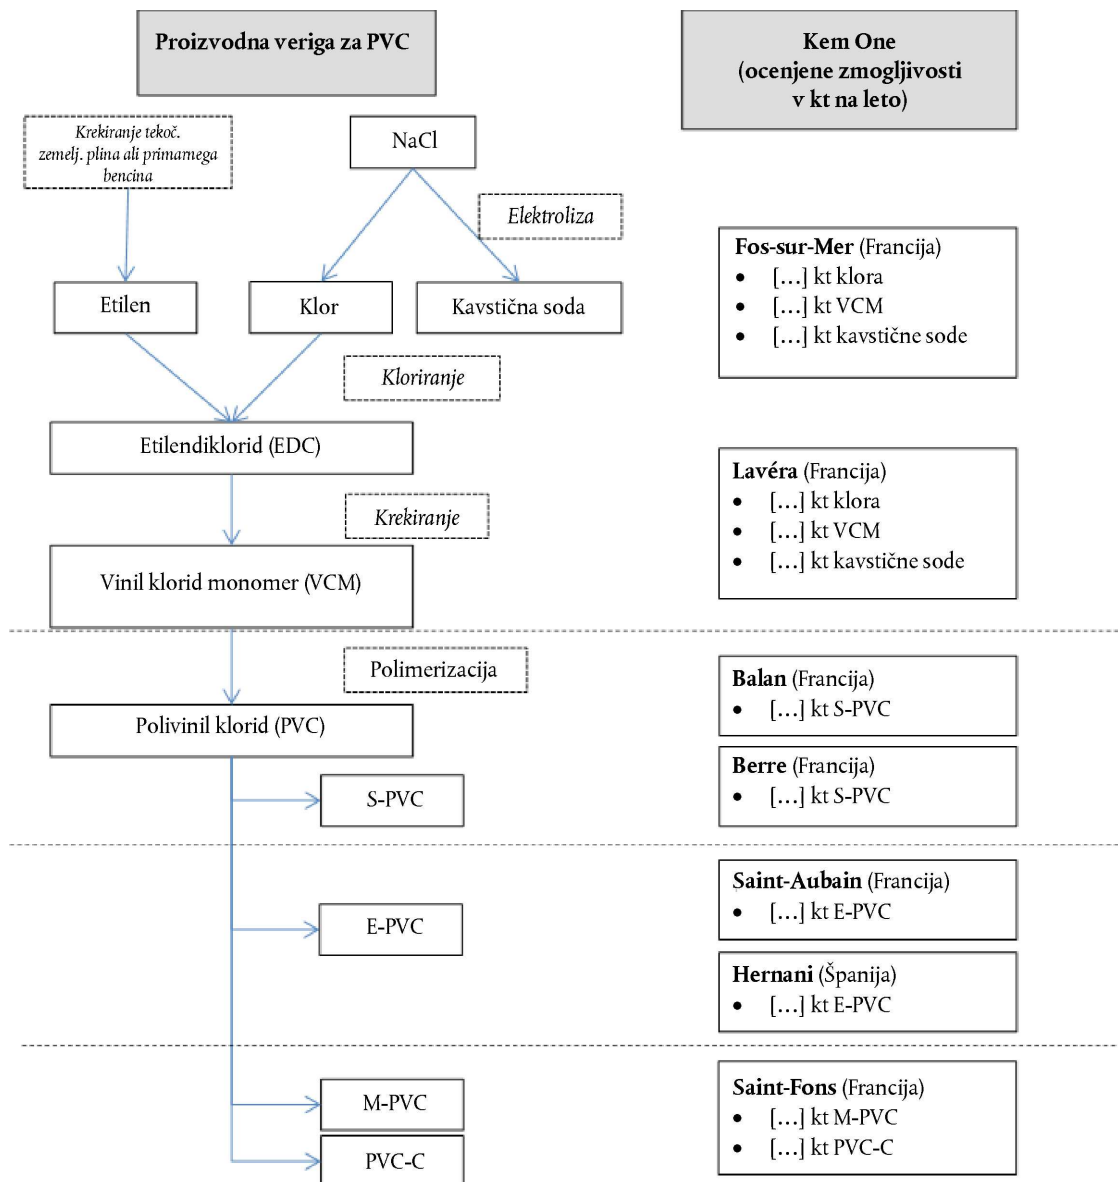 Proizvodna veriga za PVC
Kem One
(ocenjene zmogljivosti
v kt na leto)
Krekiranje tekoč.
zemelj. plina ali primarnega
bencina
NaCl
Elektroliza
Etilen
Klor
Kavstična soda
Kloriranje
Etilendiklorid (EDC)
Krekiranje
Vinil klorid monomer (VCM)
Polimerizacija
Polivinil klorid (PVC)
S-PVC
E-PVC
M-PVC
PVC-C
Fos-sur-Mer (Francija)
• […] kt klora
• […] kt VCM
• […] kt kavstične sode
Lavéra (Francija)
• […] kt klora
• […] kt VCM
• […] kt kavstične sode
Balan (Francija)
• […] kt S-PVC
Berre (Francija)
• […] kt S-PVC
Saint-Aubain (Francija)
• […] kt E-PVC
Hernani (Španija)
• […] kt E-PVC
Saint-Fons (Francija)
• […] kt M-PVC
• […] kt PVC-C